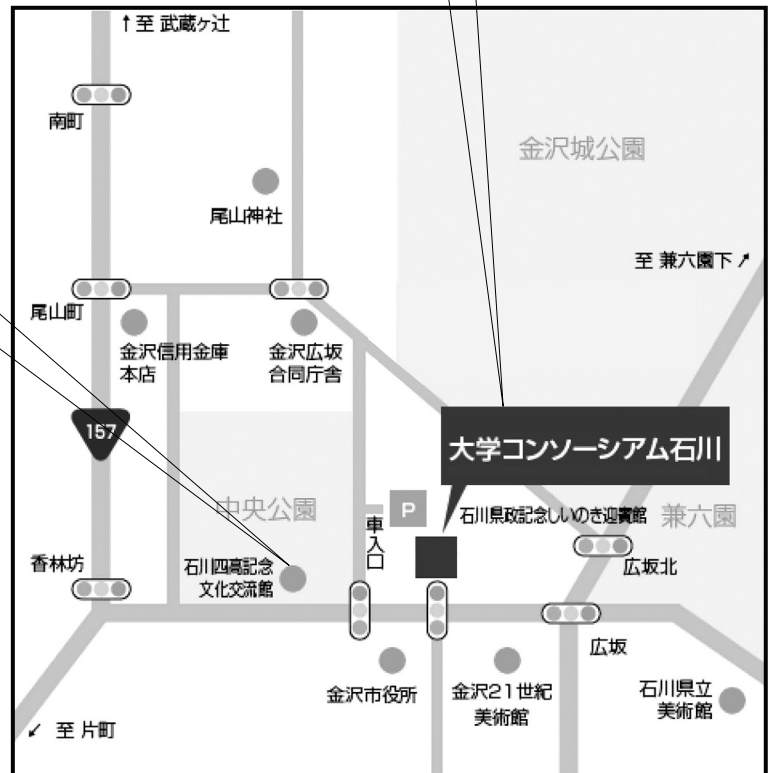 ↑至 武蔵ヶ辻
南町
金沢城公園
尾山神社
至 兼六園下↗
尾山町
金沢信用金庫
本店
金沢広坂
合同庁舎
157
大学コンソーシアム石川
中央公園
P
車入口
石川県政記念しいのき迎賓館
兼六園
香林坊
石川四高記念
文化交流館
広坂北
広坂
金沢市役所
金沢21世紀
美術館
石川県立
美術館
↙ 至 片町